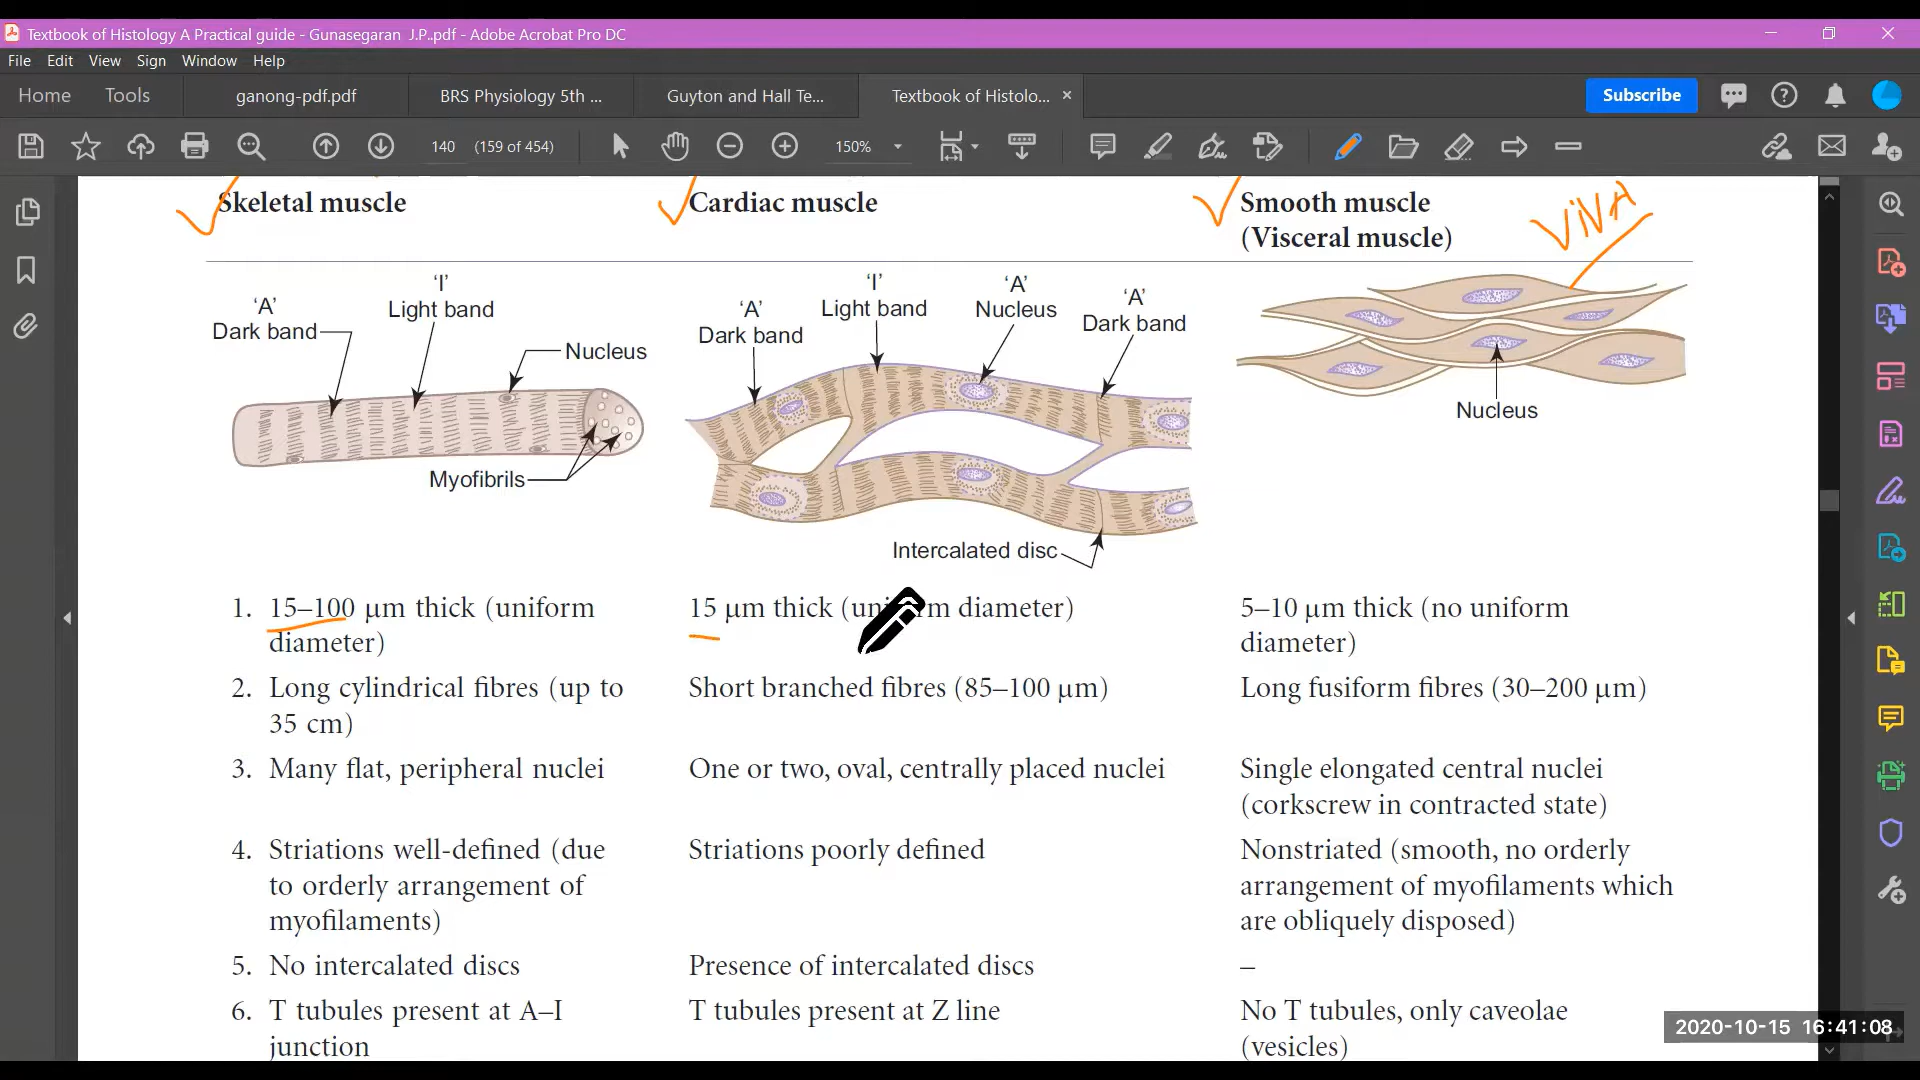 Textbook of Histology A Practical guide - Gunasegaran J.P..pdf - Adobe Acrobat Pro DC
File Edit View Sign Window Help
Home Tools ganong-pdf.pdf BRS Physiology 5th ... Guyton and Hall Te... Textbook of Histolo... × Subscribe
140 (159 of 454) 150%
Skeletal muscle Cardiac muscle Smooth muscle
(Visceral muscle)
VIVA
'A'
Dark band
'I'
Light band
Nucleus
Myofibrils
'A'
Dark band
'I'
Light band
'A'
Nucleus
'A'
Dark band
Intercalated disc
Nucleus
1. 15–100 μm thick (uniform
diameter)
15 μm thick (uniform diameter)
5–10 μm thick (no uniform
diameter)
2. Long cylindrical fibres (up to
35 cm)
Short branched fibres (85–100 μm)
Long fusiform fibres (30–200 μm)
3. Many flat, peripheral nuclei
One or two, oval, centrally placed nuclei
Single elongated central nuclei
(corkscrew in contracted state)
4. Striations well-defined (due
to orderly arrangement of
myofilaments)
Striations poorly defined
Nonstriated (smooth, no orderly
arrangement of myofilaments which
are obliquely disposed)
5. No intercalated discs
Presence of intercalated discs
–
6. T tubules present at A–I
junction
T tubules present at Z line
No T tubules, only caveolae
(vesicles)
2020-10-15 16:41:08